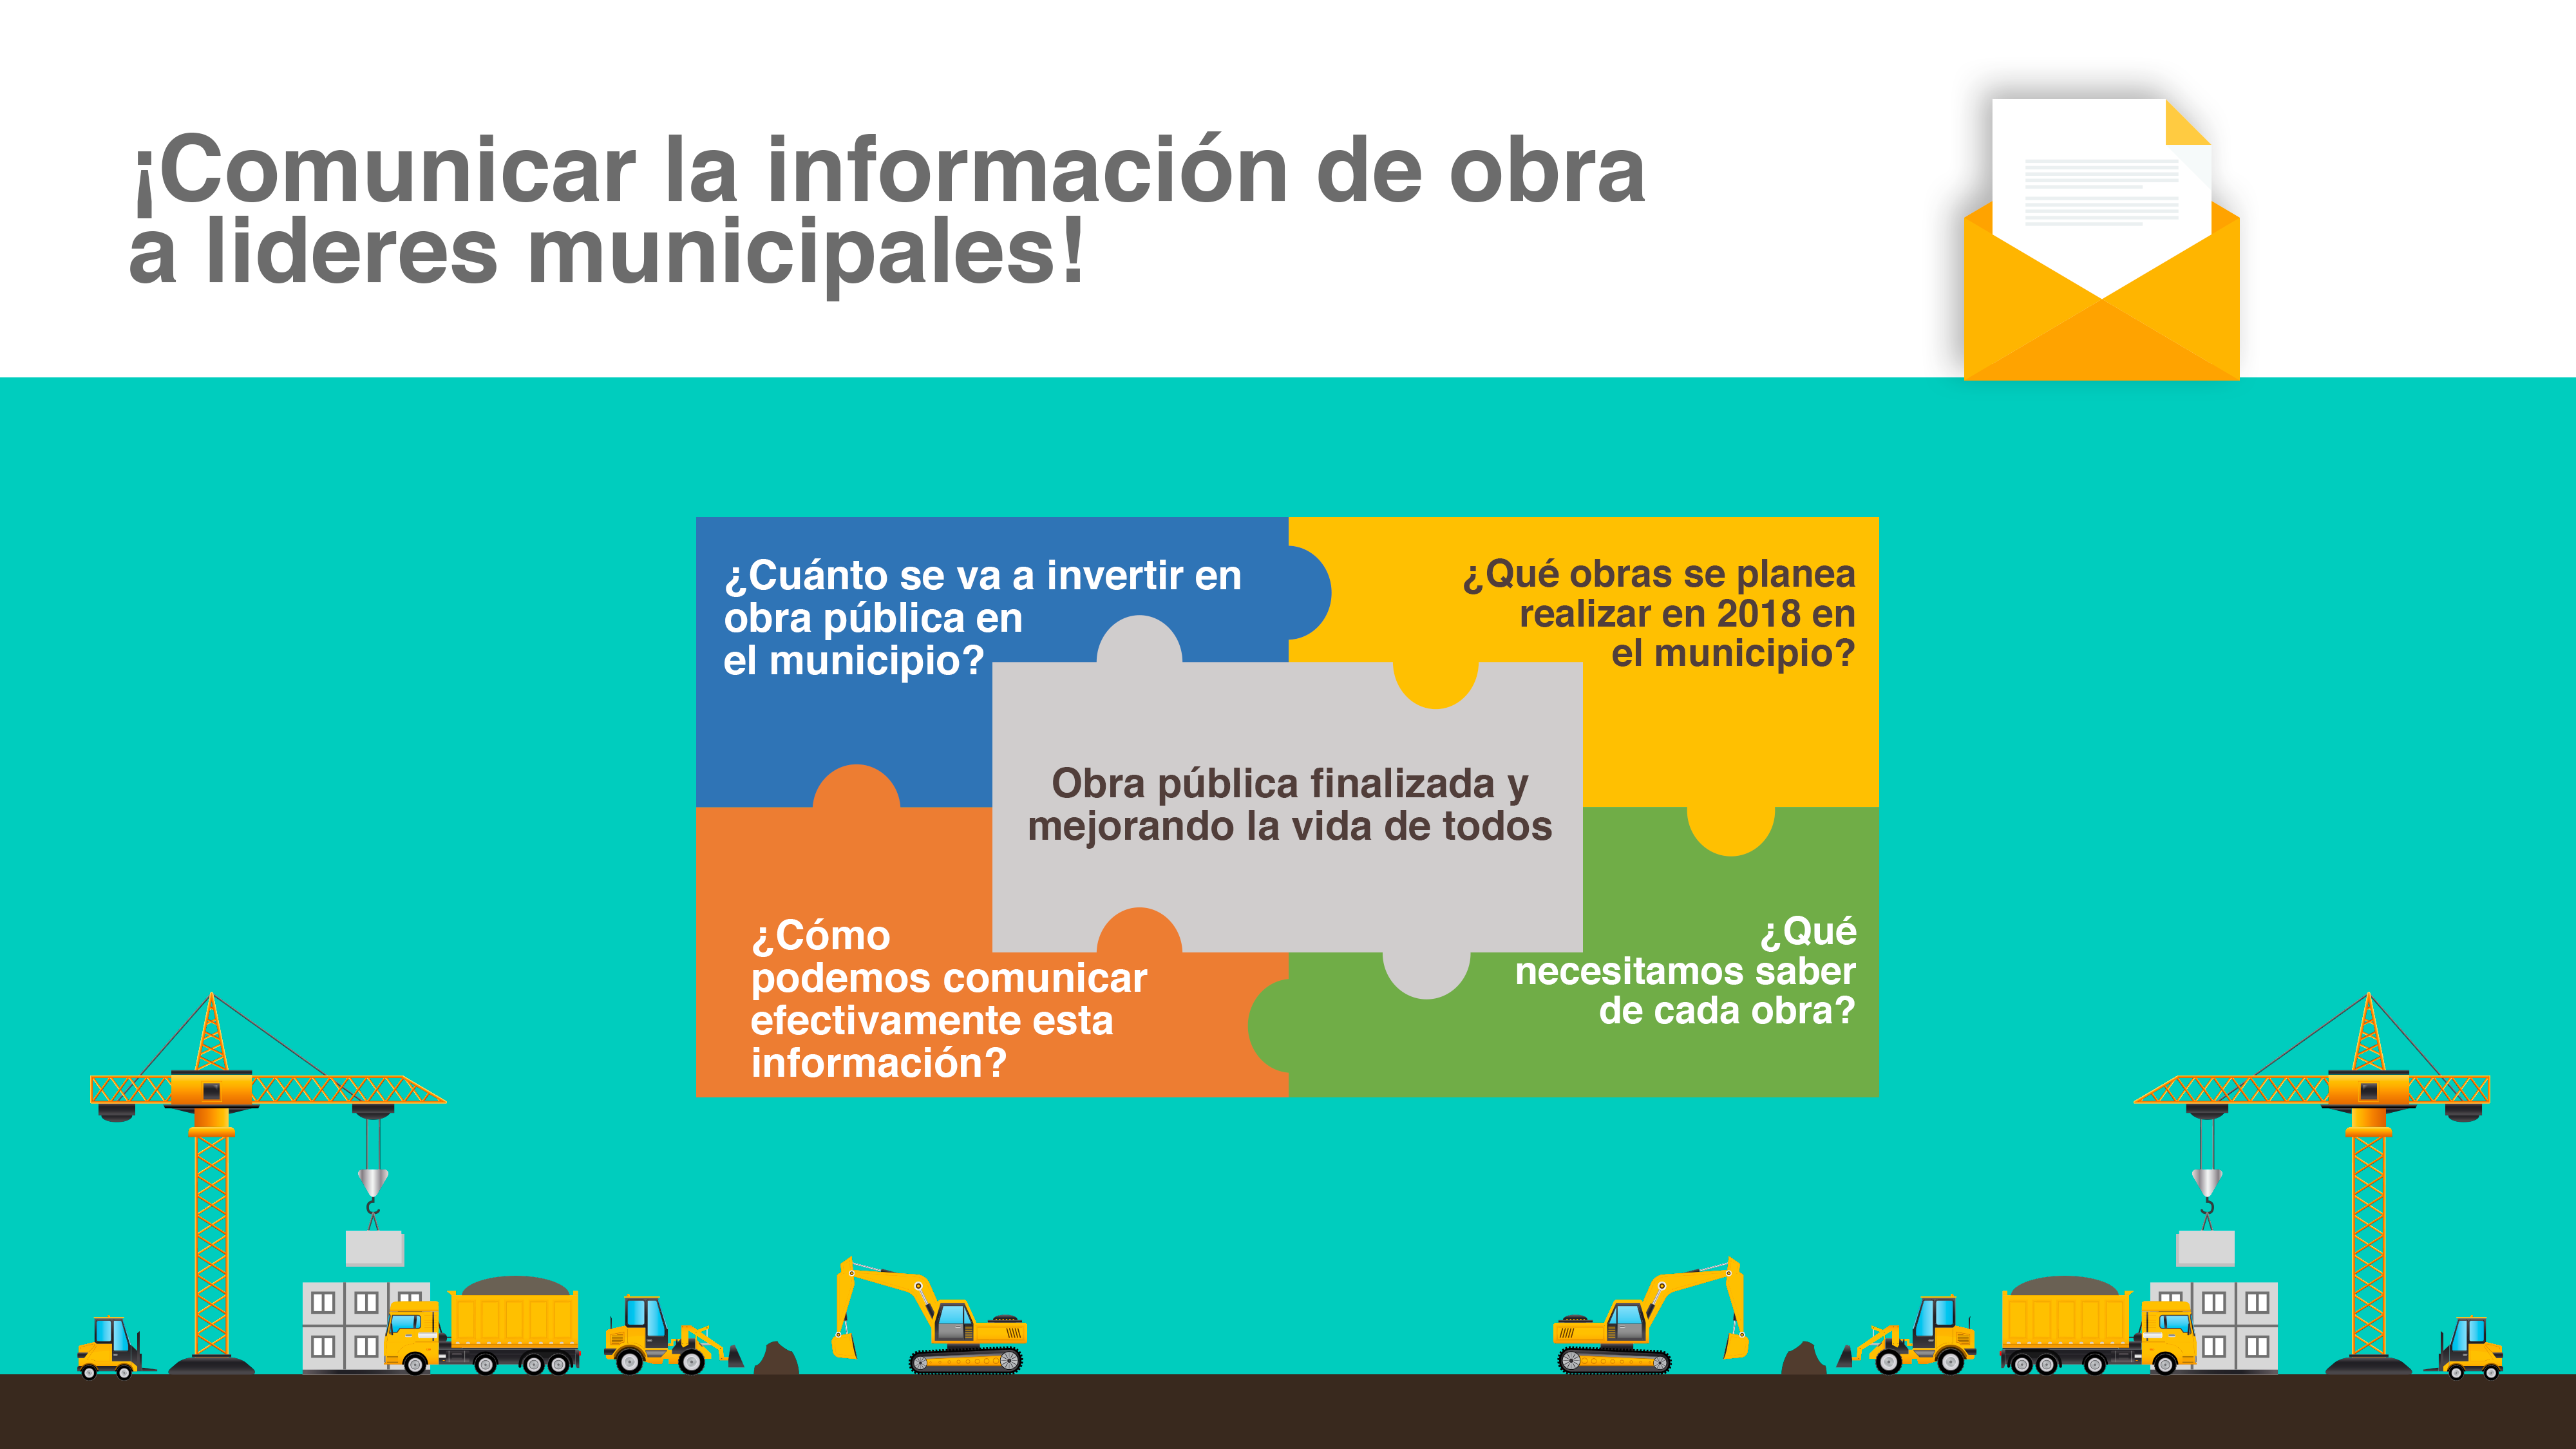 ¡Comunicar la información de obra
a lideres municipales!
¿Cuánto se va a invertir en
obra pública en
el municipio?
¿Qué obras se planea
realizar en 2018 en
el municipio?
Obra pública finalizada y
mejorando la vida de todos
¿Cómo
podemos comunicar
efectivamente esta
información?
¿Qué
necesitamos saber
de cada obra?